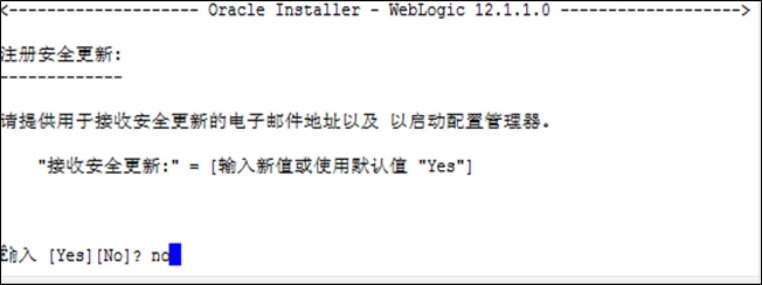 <-------------------- Oracle Installer - WebLogic 12.1.1.0 ------------------->
注册安全更新:
-------------
请提供用于接收安全更新的电子邮件地址以及 以启动配置管理器。
"接收安全更新:" = [输入新值或使用默认值 "Yes"]
输入 [Yes][No]? no